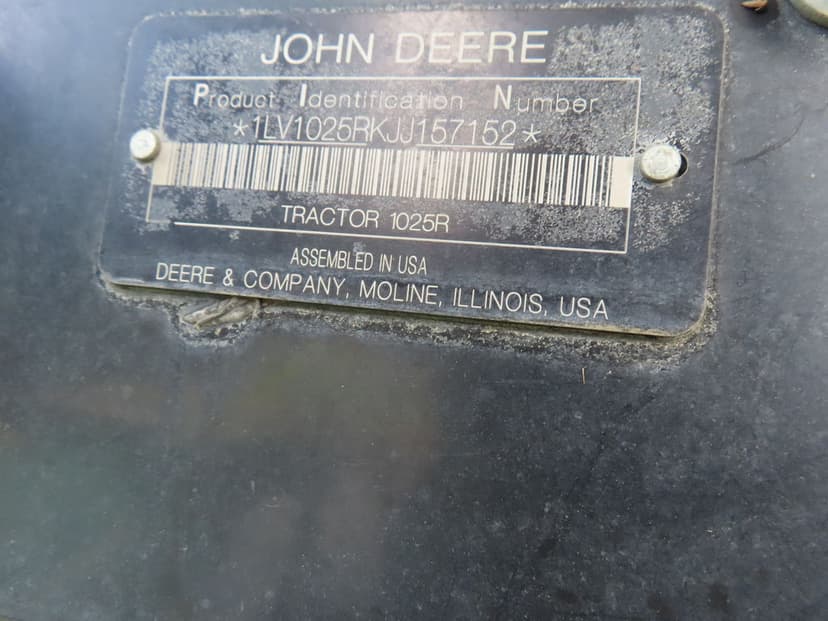 JOHN DEERE
Product Identification Number
*1LV1025RKJJ157152*
TRACTOR 1025R
ASSEMBLED IN USA
DEERE & COMPANY, MOLINE, ILLINOIS, USA